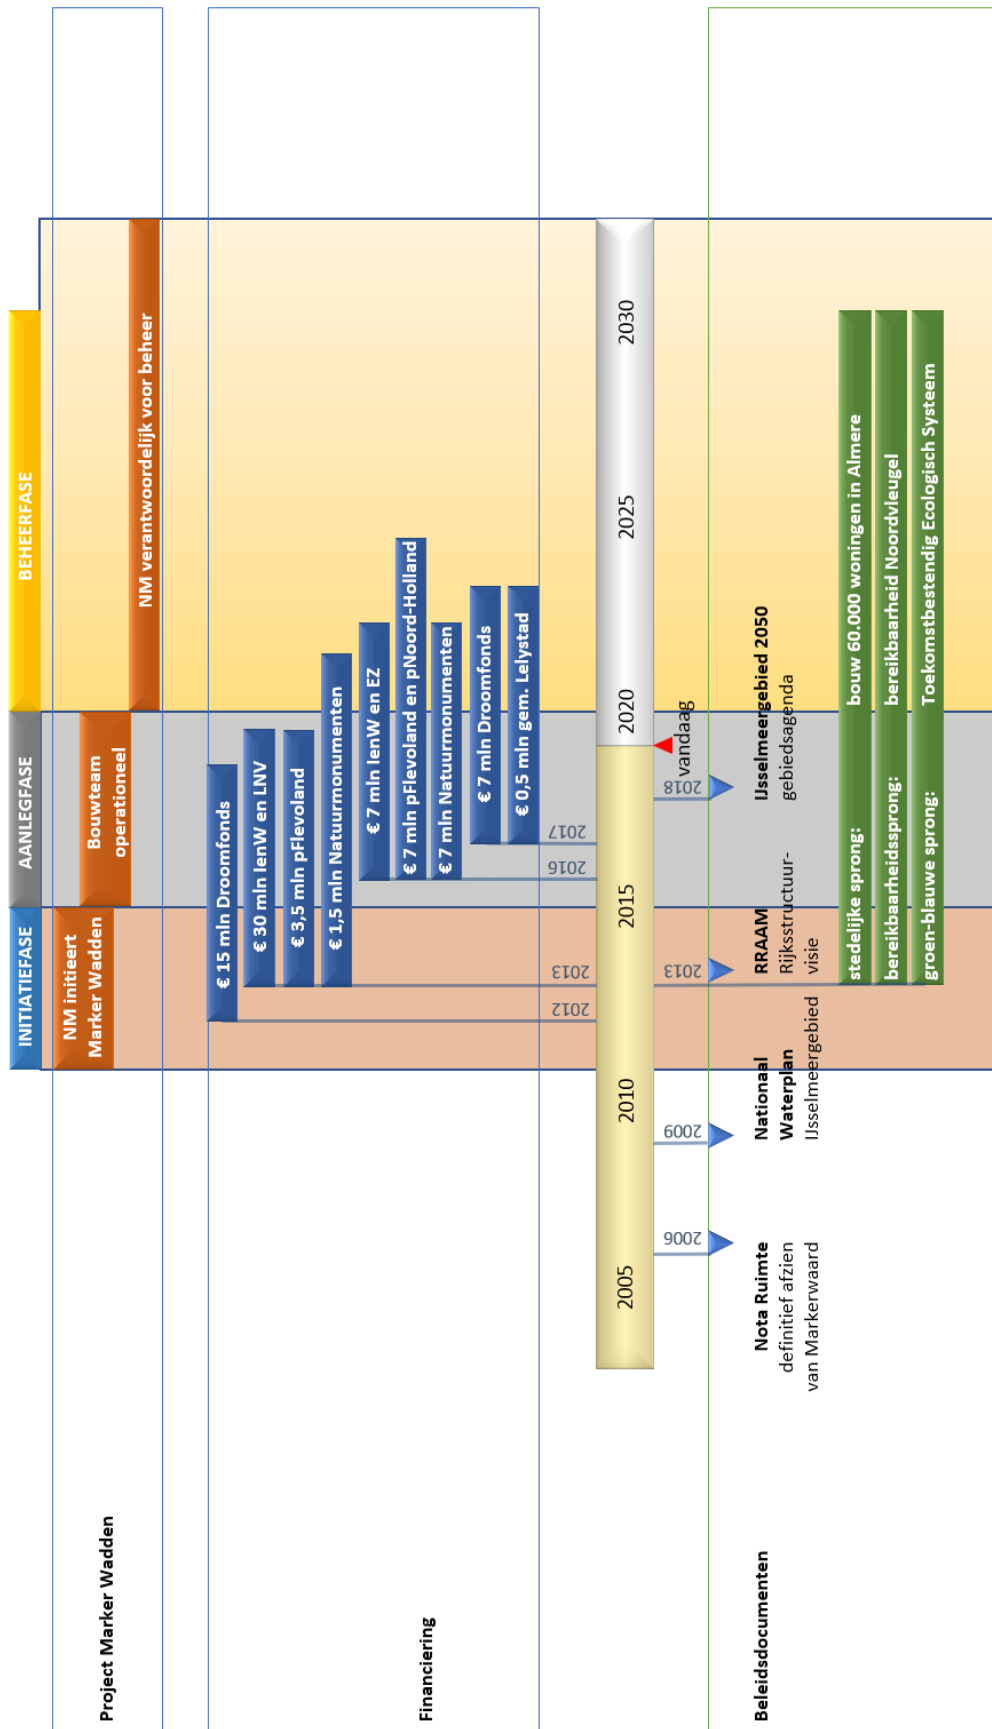 INITIATIEFASE
AANLEGFASE
BEHEERFASE
Project Marker Wadden
NM initieert
Marker Wadden
Bouwteam
operationeel
NM verantwoordelijk voor beheer
Financiering
€ 15 mln Droomfonds
€ 30 mln IenW en LNV
€ 3,5 mln pFlevoland
€ 1,5 mln Natuurmonumenten
€ 7 mln IenW en EZ
€ 7 mln pFlevoland en pNoord-Holland
€ 7 mln Natuurmonumenten
€ 7 mln Droomfonds
€ 0,5 mln gem. Lelystad
2012
2013
2016
2017
2005
2010
2015
2020
2025
2030
vandaag
2006
2009
2013
2018
Beleidsdocumenten
Nota Ruimte
definitief afzien
van Markerwaard
Nationaal
Waterplan
IJsselmeergebied
RRAAM
Rijksstructuur-
visie
IJsselmeergebied 2050
gebiedsagenda
stedelijke sprong: bouw 60.000 woningen in Almere
bereikbaarheidssprong: bereikbaarheid Noordvleugel
groen-blauwe sprong: Toekomstbestendig Ecologisch Systeem